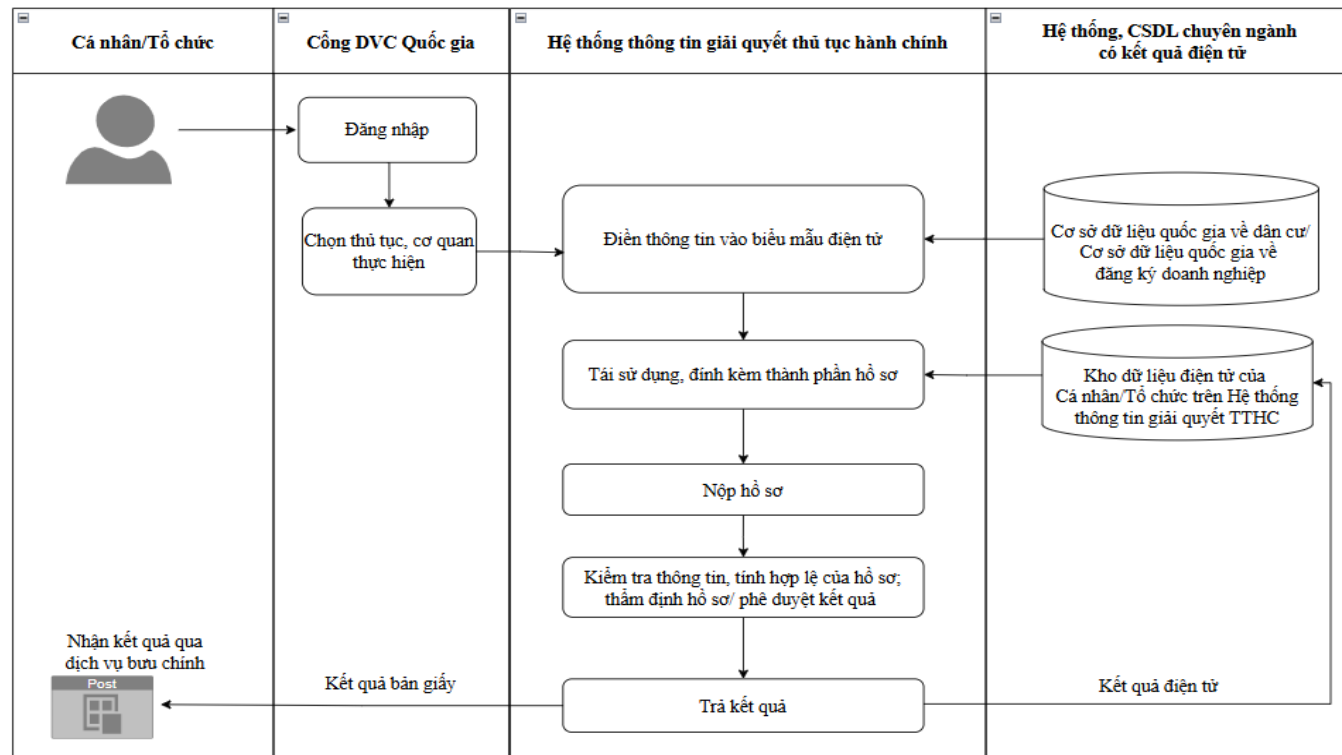 Cá nhân/Tổ chức
Cổng DVC Quốc gia
Hệ thống thông tin giải quyết thủ tục hành chính
Hệ thống, CSDL chuyên ngành
có kết quả điện tử
Đăng nhập
Chọn thủ tục, cơ quan
thực hiện
Điền thông tin vào biểu mẫu điện tử
Cơ sở dữ liệu quốc gia về dân cư/
Cơ sở dữ liệu quốc gia về
đăng ký doanh nghiệp
Tái sử dụng, đính kèm thành phần hồ sơ
Kho dữ liệu điện tử của
Cá nhân/Tổ chức trên Hệ thống
thông tin giải quyết TTHC
Nộp hồ sơ
Kiểm tra thông tin, tính hợp lệ của hồ sơ;
thẩm định hồ sơ/ phê duyệt kết quả
Nhận kết quả qua
dịch vụ bưu chính
Post
Kết quả bản giấy
Trả kết quả
Kết quả điện tử